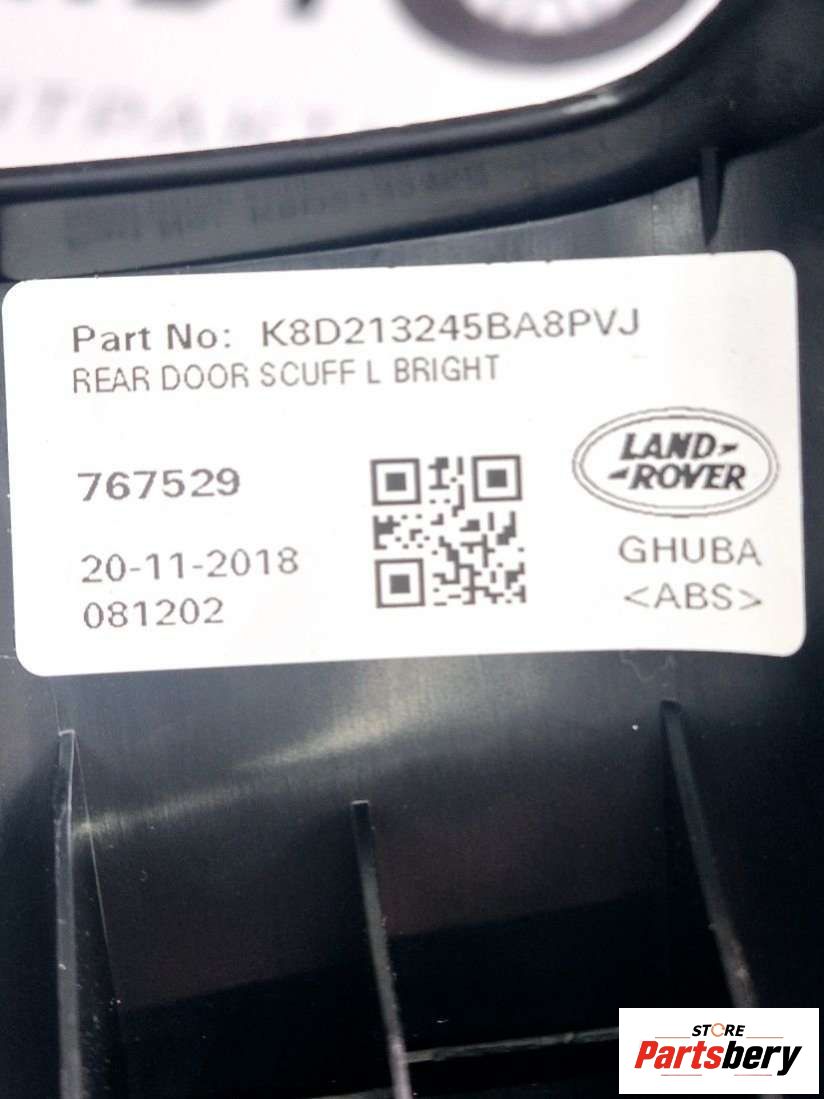 Part No: K8D213245BA8PVJ
REAR DOOR SCUFF L BRIGHT
767529
LAND
ROVER
20-11-2018
GHUBA
081202
<ABS>
STORE
Partsbery